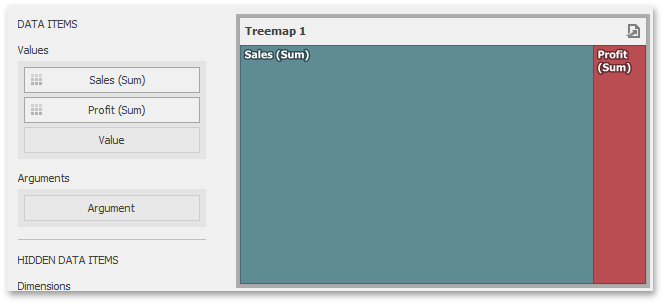 DATA ITEMS
Values
Sales (Sum)
Profit (Sum)
Value
Arguments
Argument
HIDDEN DATA ITEMS
Dimensions
Treemap 1
Sales (Sum)
Profit
(Sum)